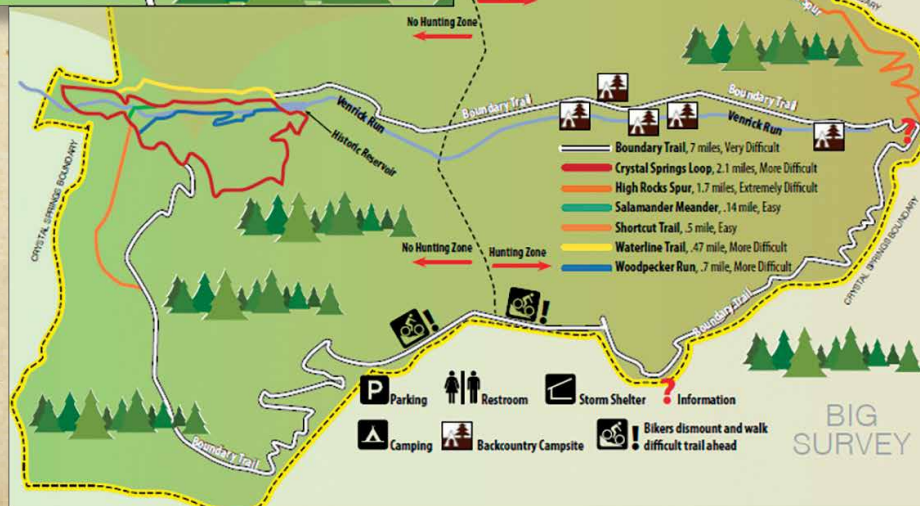 DARY
Spur
No Hunting Zone
Boundary Trail
Boundary Trail
Venrick Run
Venrick Run
Historic Reservoir
Boundary Trail, 7 miles, Very Difficult
Crystal Springs Loop, 2.1 miles, More Difficult
High Rocks Spur, 1.7 miles, Extremely Difficult
Salamander Meander, .14 mile, Easy
Shortcut Trail, .5 mile, Easy
Waterline Trail, .47 mile, More Difficult
Woodpecker Run, .7 mile, More Difficult
CRYSTAL SPRINGS BOUNDARY
CRYSTAL SPRINGS BOUNDARY
No Hunting Zone
Hunting Zone
Boundary Trail
!
!
P Parking
Restroom
Storm Shelter
? Information
Camping
Backcountry Campsite
! Bikers dismount and walk
difficult trail ahead
BIG
SURVEY
Boundary Trail
?